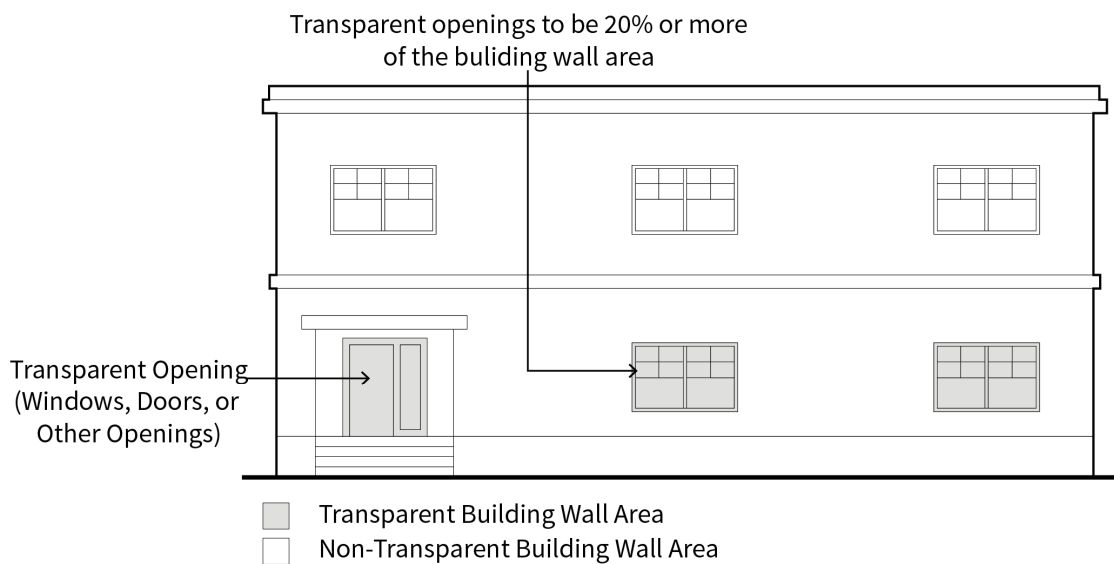 Transparent openings to be 20% or more
of the buliding wall area
Transparent Opening
(Windows, Doors, or
Other Openings)
Transparent Building Wall Area
Non-Transparent Building Wall Area